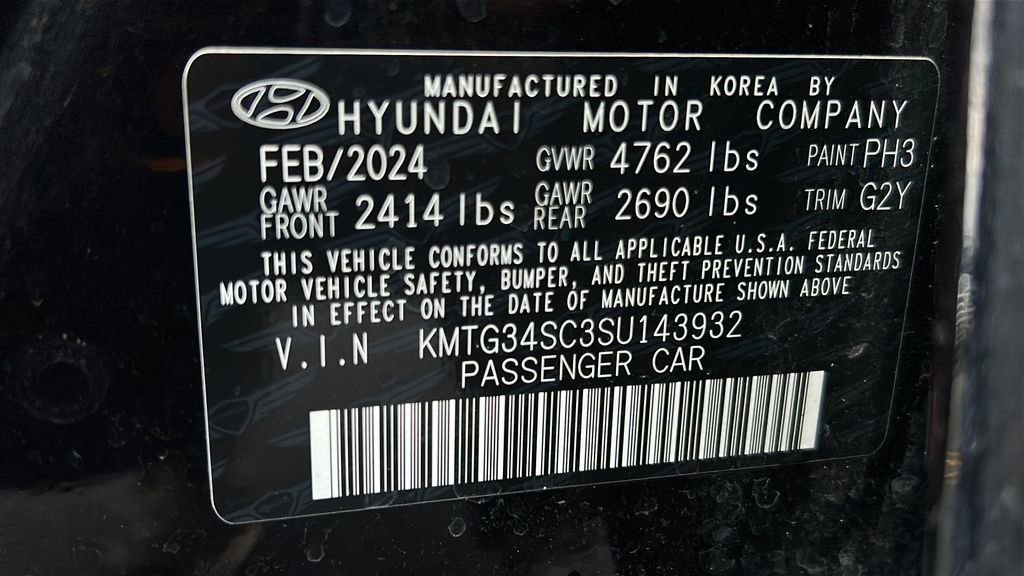 MANUFACTURED IN KOREA BY
HYUNDAI MOTOR COMPANY
FEB/2024 GVWR 4762 lbs PAINT PH3
GAWR FRONT 2414 lbs GAWR REAR 2690 lbs TRIM G2Y
THIS VEHICLE CONFORMS TO ALL APPLICABLE U.S.A. FEDERAL
MOTOR VEHICLE SAFETY, BUMPER, AND THEFT PREVENTION STANDARDS
IN EFFECT ON THE DATE OF MANUFACTURE SHOWN ABOVE
V.I.N KMTG34SC3SU143932
PASSENGER CAR